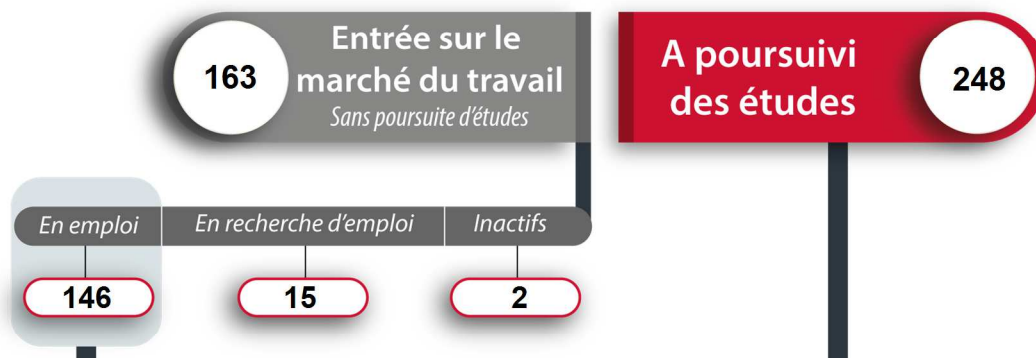 163
Entrée sur le
marché du travail
Sans poursuite d'études
A poursuivi
des études
248
En emploi
En recherche d'emploi
Inactifs
146
15
2